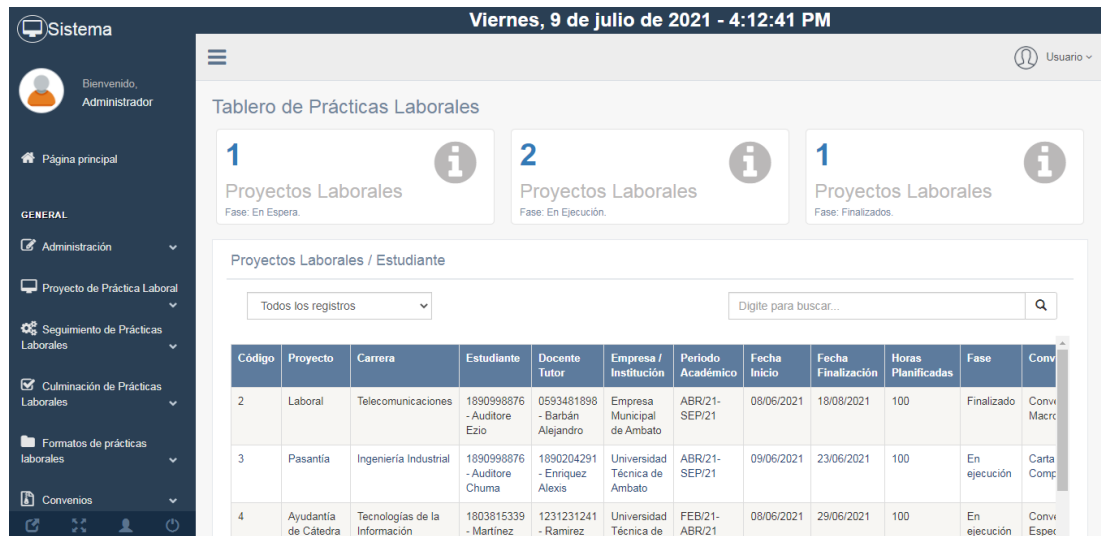 Sistema
Viernes, 9 de julio de 2021 - 4:12:41 PM
Usuario
Bienvenido,
Administrador
Página principal
GENERAL
Administración
Proyecto de Práctica Laboral
Seguimiento de Prácticas
Laborales
Culminación de Prácticas
Laborales
Formatos de prácticas
laborales
Convenios
Tablero de Prácticas Laborales
1
Proyectos Laborales
Fase: En Espera.
2
Proyectos Laborales
Fase: En Ejecución.
1
Proyectos Laborales
Fase: Finalizados.
Proyectos Laborales / Estudiante
Todos los registros
Digite para buscar...
Código Proyecto Carrera Estudiante Docente Tutor Empresa / Institución Periodo Académico Fecha Inicio Fecha Finalización Horas Planificadas Fase Conv
2 Laboral Telecomunicaciones 1890998876 - Auditore Ezio 0593481898 - Barbán Alejandro Empresa Municipal de Ambato ABR/21-SEP/21 08/06/2021 18/08/2021 100 Finalizado Conve Macro
3 Pasantía Ingeniería Industrial 1890998876 - Auditore Chuma 1890204291 - Enriquez Alexis Universidad Técnica de Ambato ABR/21-SEP/21 09/06/2021 23/06/2021 100 En ejecución Carta Comp
4 Ayudantía de Cátedra Tecnologías de la Información 1803815339 - Martínez 1231231241 - Ramirez Universidad Técnica de FEB/21-ABR/21 08/06/2021 29/06/2021 100 En ejecución Conve Espec